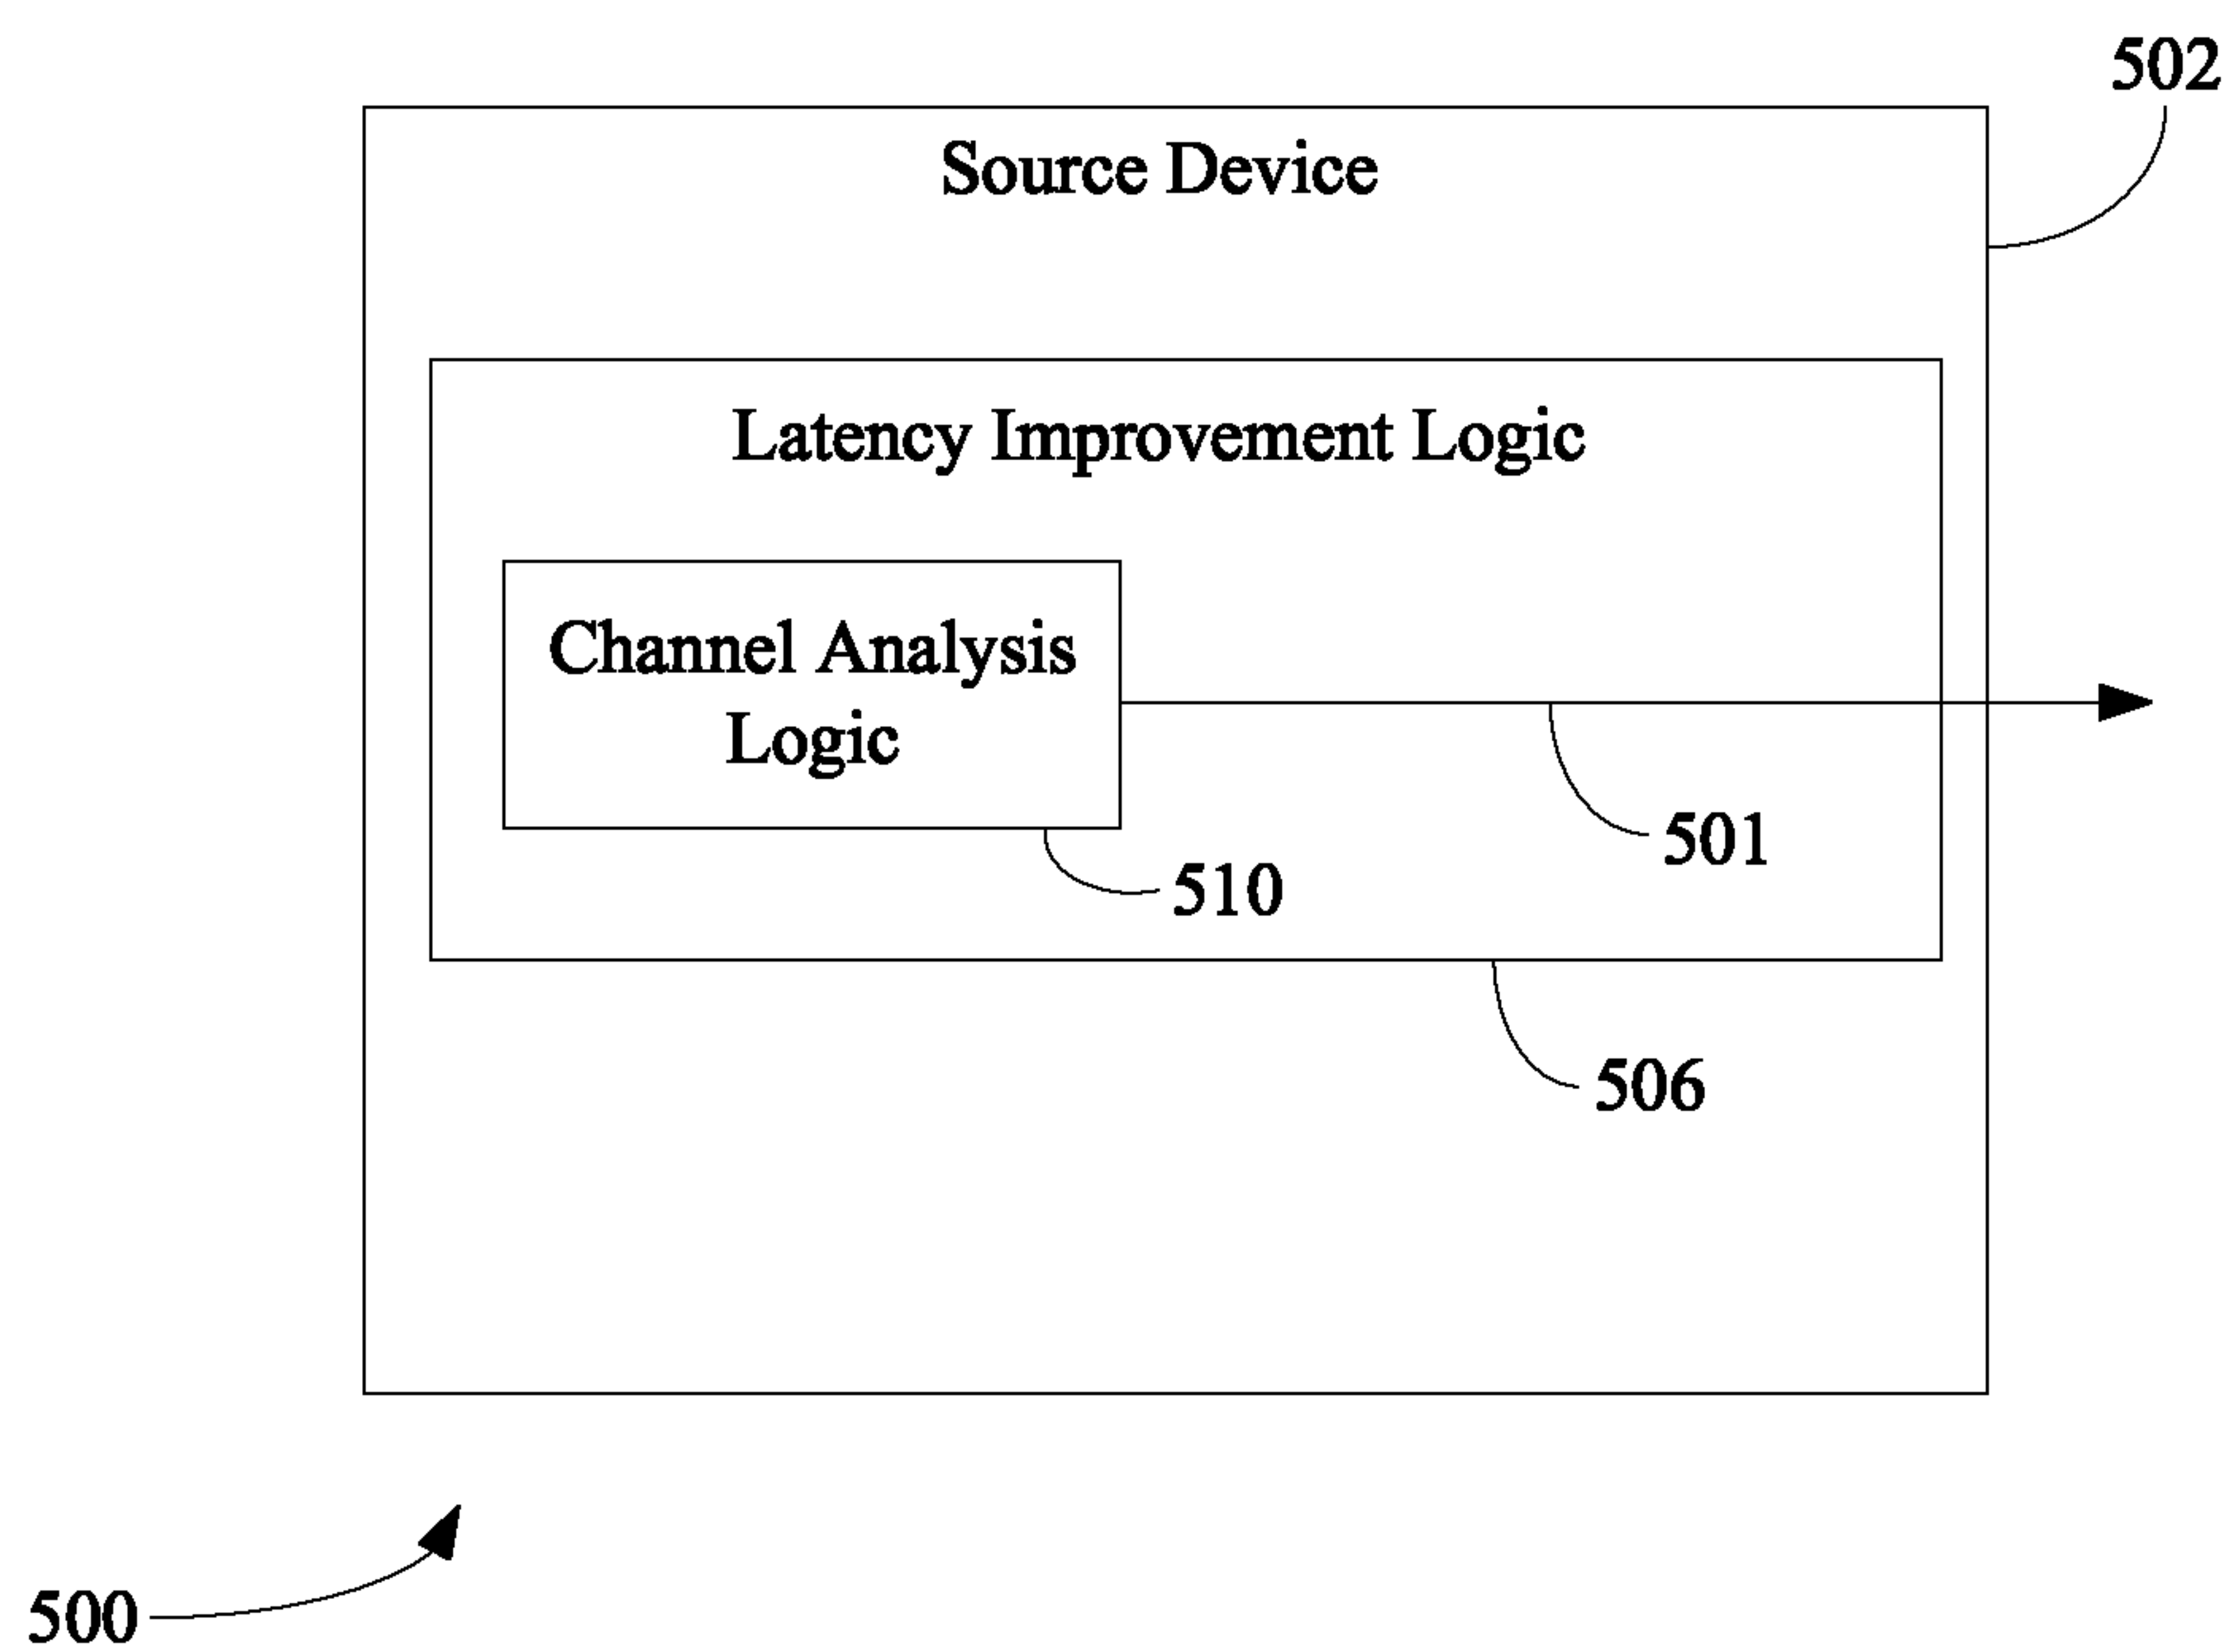 502
Source Device
Latency Improvement Logic
Channel Analysis
Logic
501
510
506
500